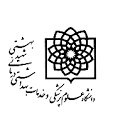 دانشگاه علوم پزشکی و خدمات بهداشتی درمانی
شهید بهشتی